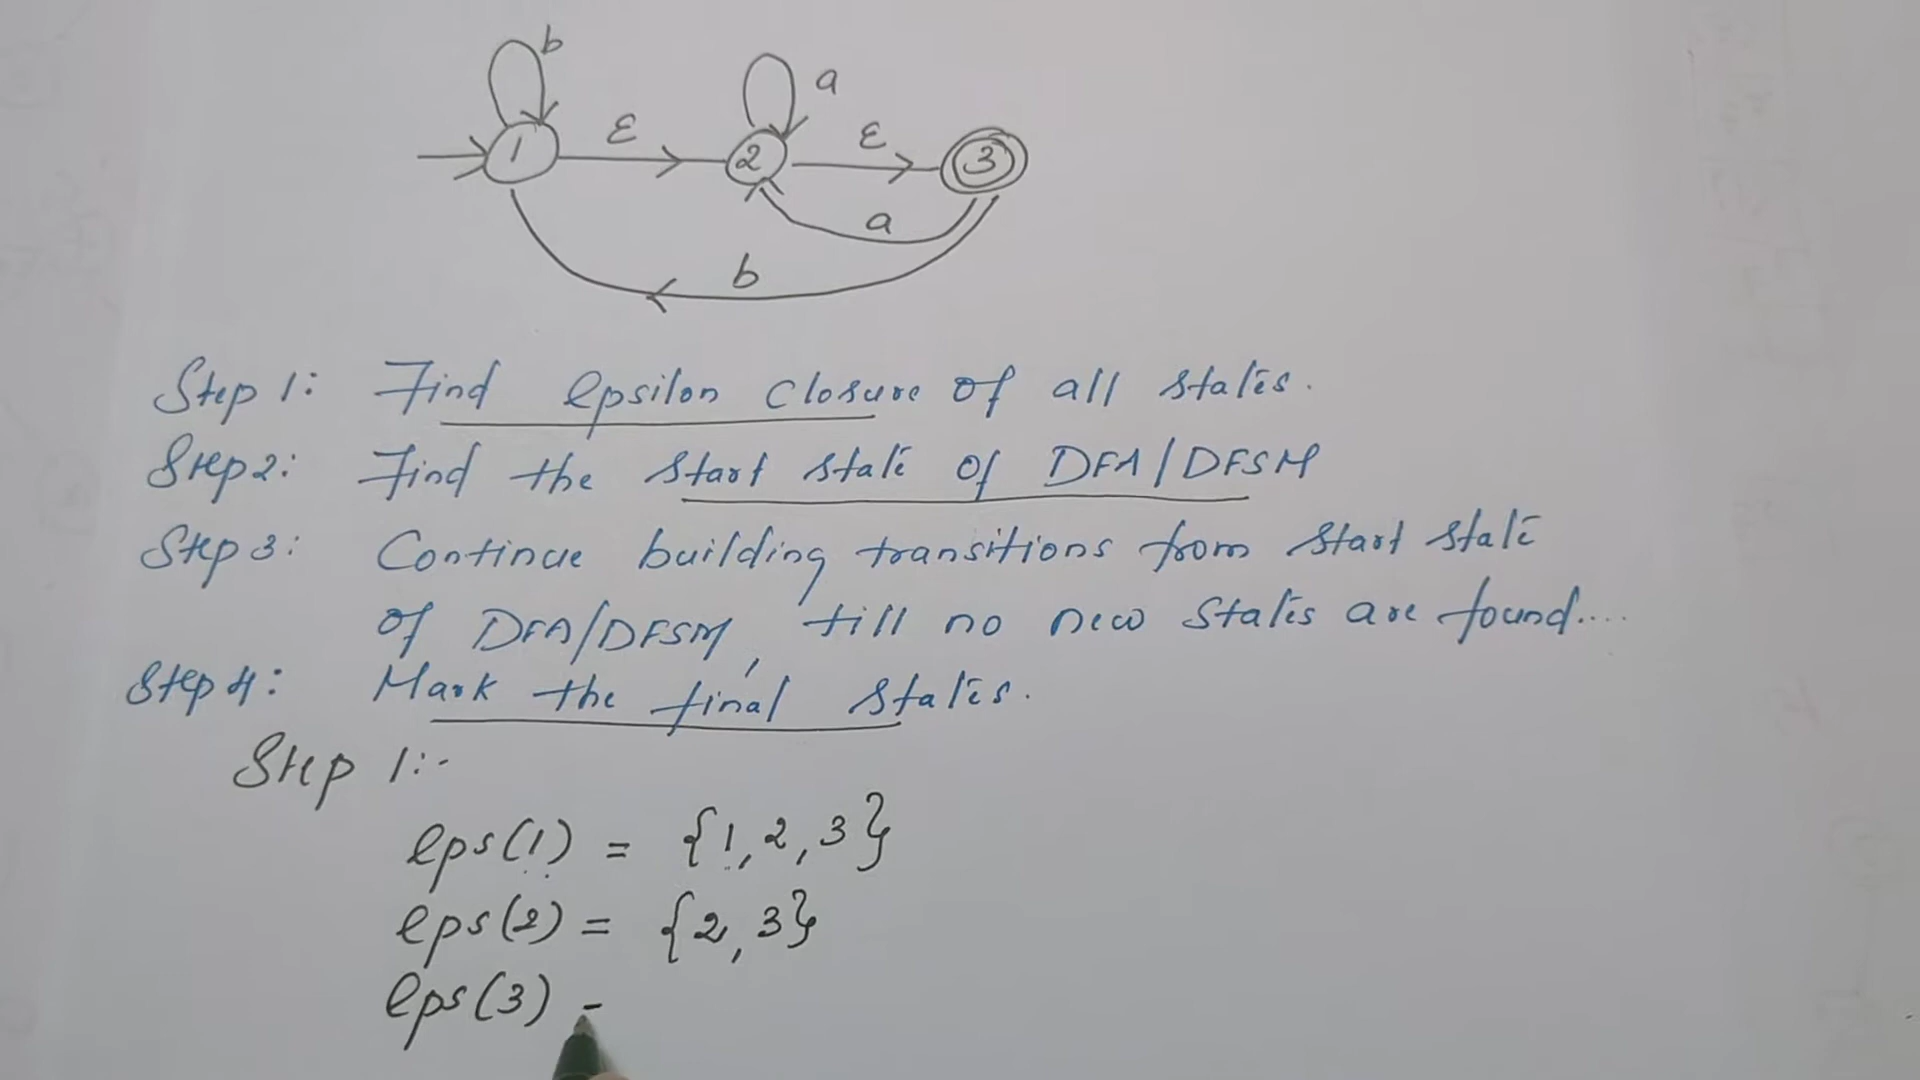 b
a
ε
ε
1
2
3
a
b
Step 1: Find epsilon closure of all states.
Step 2: Find the start state of DFA/DFSM
Step 3: Continue building transitions from start state
of DFA/DFSM, till no new states are found....
Step 4: Mark the final states.
Step 1:-
eps(1) = {1, 2, 3}
eps(2) = {2, 3}
eps(3) -